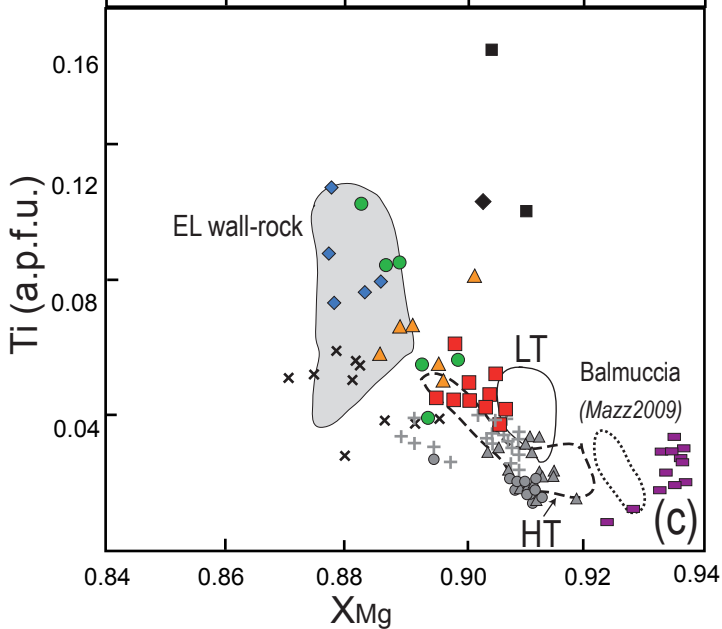 0.16
0.12
0.08
0.04
Ti (a.p.f.u.)
EL wall-rock
LT
Balmuccia
(Mazz2009)
HT
(c)
0.84
0.86
0.88
0.90
0.92
0.94
XMg